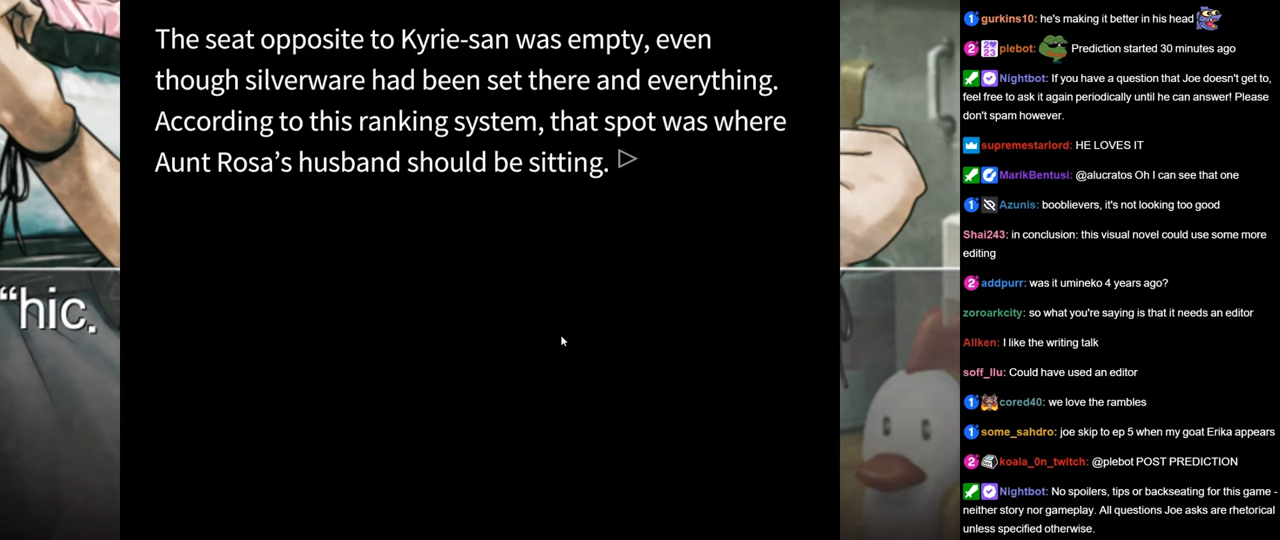 The seat opposite to Kyrie-san was empty, even
though silverware had been set there and everything.
According to this ranking system, that spot was where
Aunt Rosa’s husband should be sitting.
“hic.
gurkins10: he's making it better in his head
plebot: Prediction started 30 minutes ago
Nightbot: If you have a question that Joe doesn't get to,
feel free to ask it again periodically until he can answer! Please
don't spam however.
supremestarlord: HE LOVES IT
MarikBentusi: @alucratos Oh I can see that one
Azunis: booblievers, it's not looking too good
Shai243: in conclusion: this visual novel could use some more
editing
addpurr: was it umineko 4 years ago?
zoroarkcity: so what you're saying is that it needs an editor
Allken: I like the writing talk
soff_llu: Could have used an editor
cored40: we love the rambles
some_sahdro: joe skip to ep 5 when my goat Erika appears
koala_0n_twitch: @plebot POST PREDICTION
Nightbot: No spoilers, tips or backseating for this game -
neither story nor gameplay. All questions Joe asks are rhetorical
unless specified otherwise.